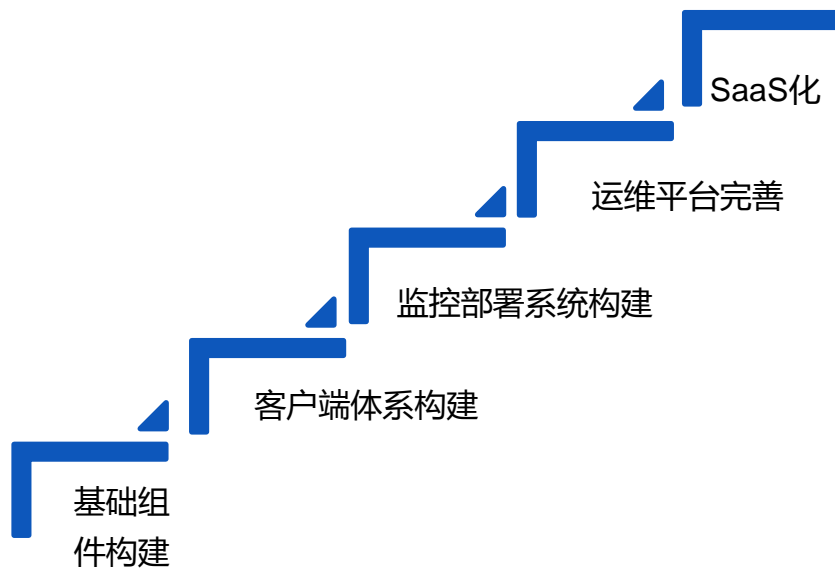 SaaS化
运维平台完善
监控部署系统构建
客户端体系构建
基础组
件构建